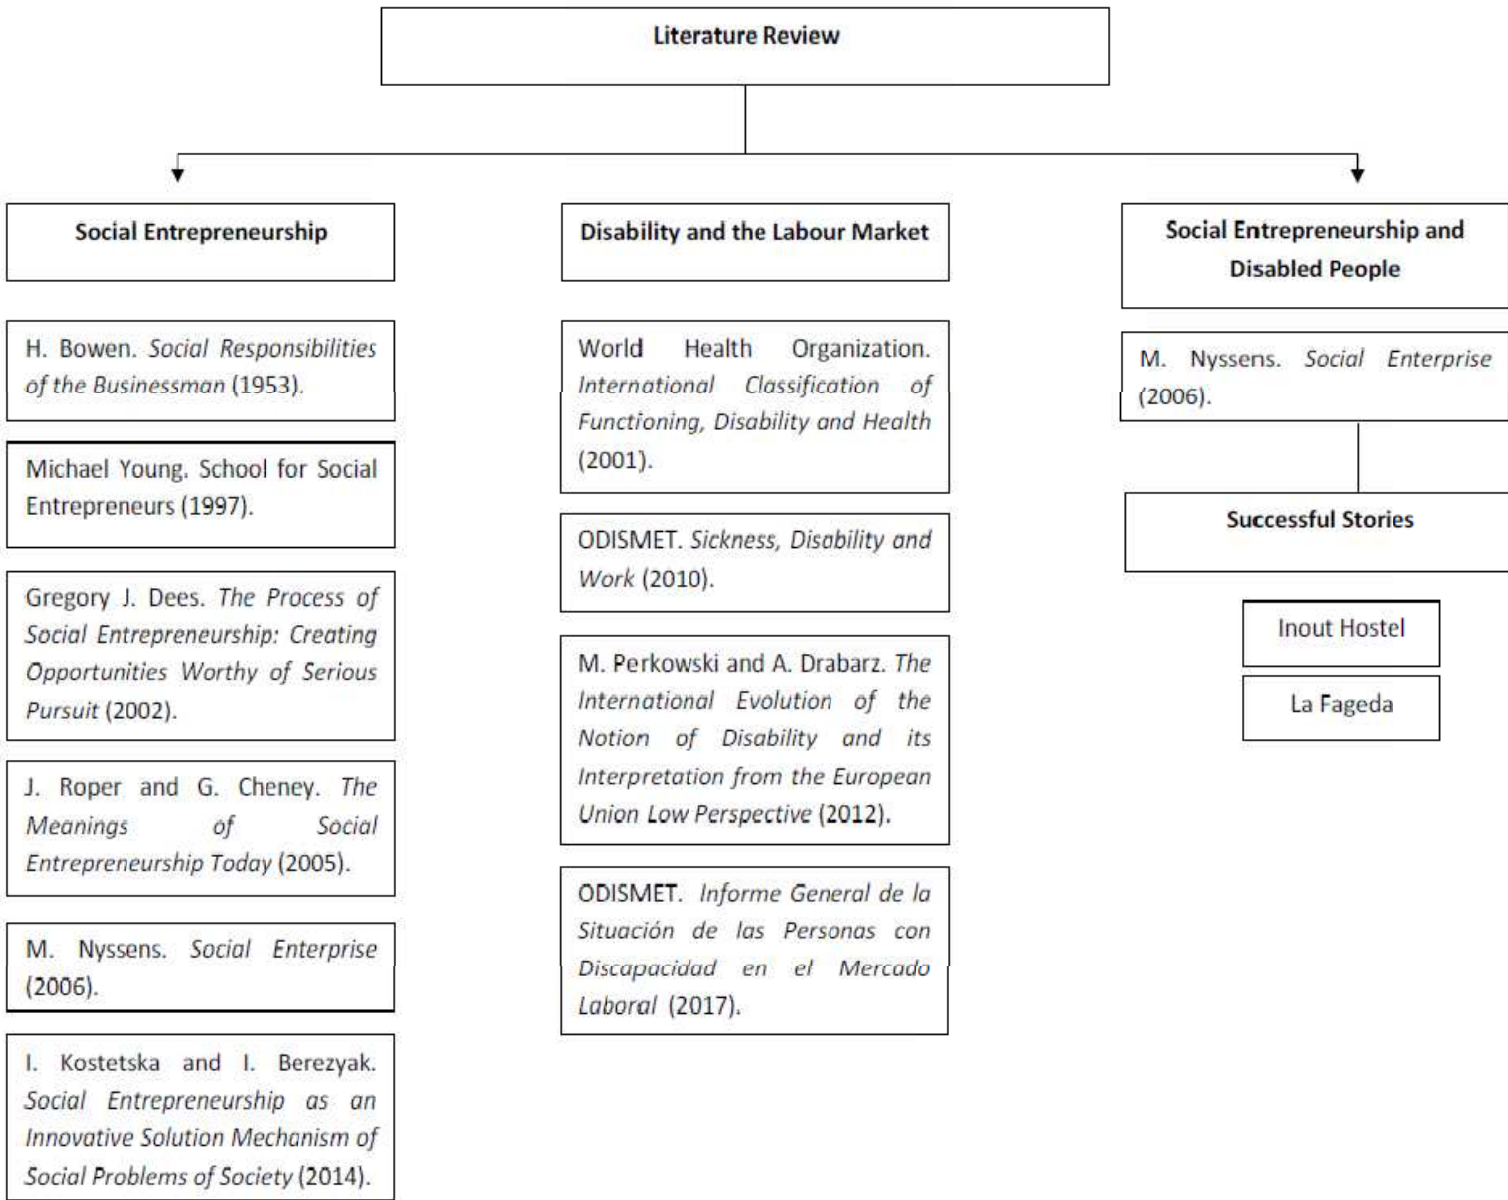 Literature Review
Social Entrepreneurship
H. Bowen. Social Responsibilities
of the Businessman (1953).
Michael Young. School for Social
Entrepreneurs (1997).
Gregory J. Dees. The Process of
Social Entrepreneurship: Creating
Opportunities Worthy of Serious
Pursuit (2002).
J. Roper and G. Cheney. The
Meanings of Social
Entrepreneurship Today (2005).
M. Nyssens. Social Enterprise
(2006).
I. Kostetska and I. Berezyak.
Social Entrepreneurship as an
Innovative Solution Mechanism of
Social Problems of Society (2014).
Disability and the Labour Market
World Health Organization.
International Classification of
Functioning, Disability and Health
(2001).
ODISMET. Sickness, Disability and
Work (2010).
M. Perkowski and A. Drabarz. The
International Evolution of the
Notion of Disability and its
Interpretation from the European
Union Low Perspective (2012).
ODISMET. Informe General de la
Situación de las Personas con
Discapacidad en el Mercado
Laboral (2017).
Social Entrepreneurship and
Disabled People
M. Nyssens. Social Enterprise
(2006).
Successful Stories
Inout Hostel
La Fageda